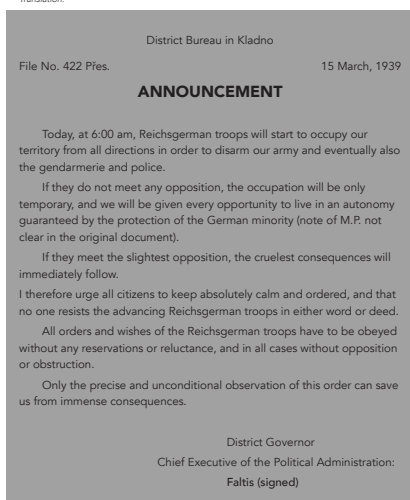 Translation:
District Bureau in Kladno
File No. 422 Přes. 15 March, 1939
ANNOUNCEMENT
Today, at 6:00 am, Reichsgerman troops will start to occupy our
territory from all directions in order to disarm our army and eventually also
the gendarmerie and police.
If they do not meet any opposition, the occupation will be only
temporary, and we will be given every opportunity to live in an autonomy
guaranteed by the protection of the German minority (note of M.P. not
clear in the original document).
If they meet the slightest opposition, the cruelest consequences will
immediately follow.
I therefore urge all citizens to keep absolutely calm and ordered, and that
no one resists the advancing Reichsgerman troops in either word or deed.
All orders and wishes of the Reichsgerman troops have to be obeyed
without any reservations or reluctance, and in all cases without opposition
or obstruction.
Only the precise and unconditional observation of this order can save
us from immense consequences.
District Governor
Chief Executive of the Political Administration:
Faltis (signed)